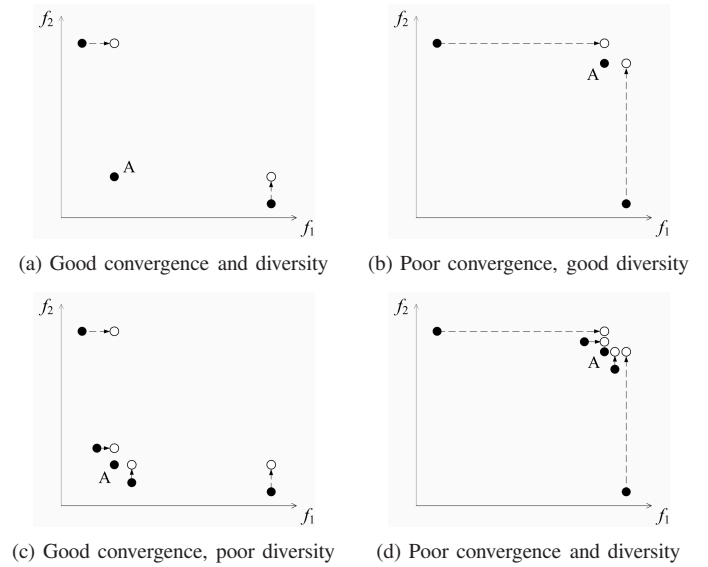 f2
f2
A
A
f1
f1
(a) Good convergence and diversity
(b) Poor convergence, good diversity
f2
f2
A
A
f1
f1
(c) Good convergence, poor diversity
(d) Poor convergence and diversity